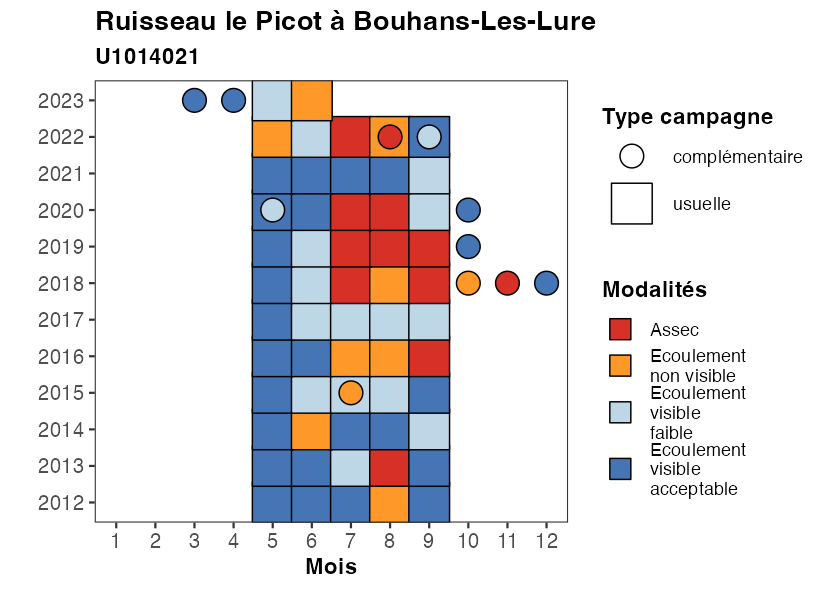 Ruisseau le Picot à Bouhans-Les-Lure
U1014021
2023
2022
2021
2020
2019
2018
2017
2016
2015
2014
2013
2012
1 2 3 4 5 6 7 8 9 10 11 12
Mois
Type campagne
complémentaire
usuelle
Modalités
Assec
Ecoulement
non visible
Ecoulement
visible
faible
Ecoulement
visible
acceptable